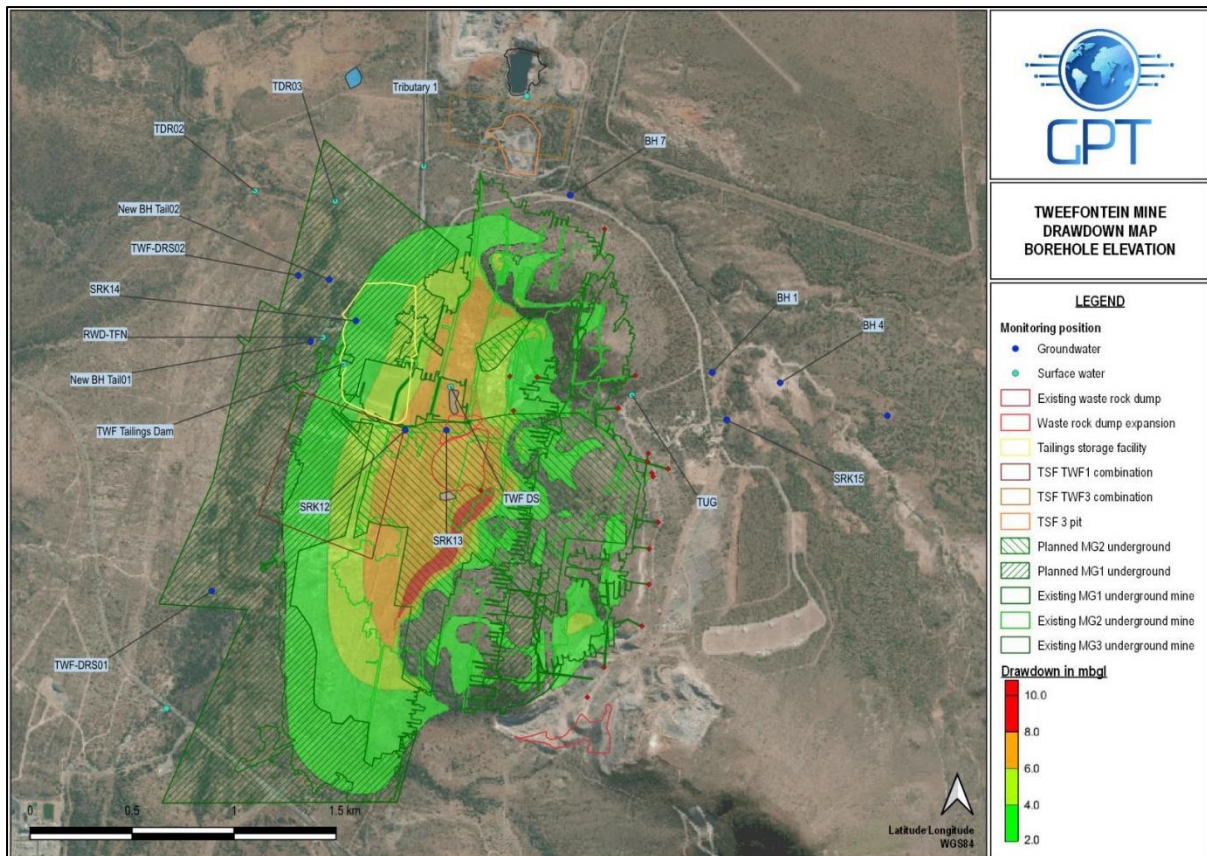 TDR03
Tributary 1
TDR02
BH 7
New BH Tail02
TWF-DRS02
SRK14
BH 1
BH 4
RWD-TFN
New BH Tail01
TWF Tailings Dam
SRK12
TWF DS
TUG
SRK15
SRK13
TWF-DRS01
0 0.5 1 1.5 km
Latitude Longitude
WGS84
GPT
TWEEFONTEIN MINE
DRAWDOWN MAP
BOREHOLE ELEVATION
LEGEND
Monitoring position
Groundwater
Surface water
Existing waste rock dump
Waste rock dump expansion
Tailings storage facility
TSF TWF1 combination
TSF TWF3 combination
TSF 3 pit
Planned MG2 underground
Planned MG1 underground
Existing MG1 underground mine
Existing MG2 underground mine
Existing MG3 underground mine
Drawdown in mbgl
10.0
8.0
6.0
4.0
2.0